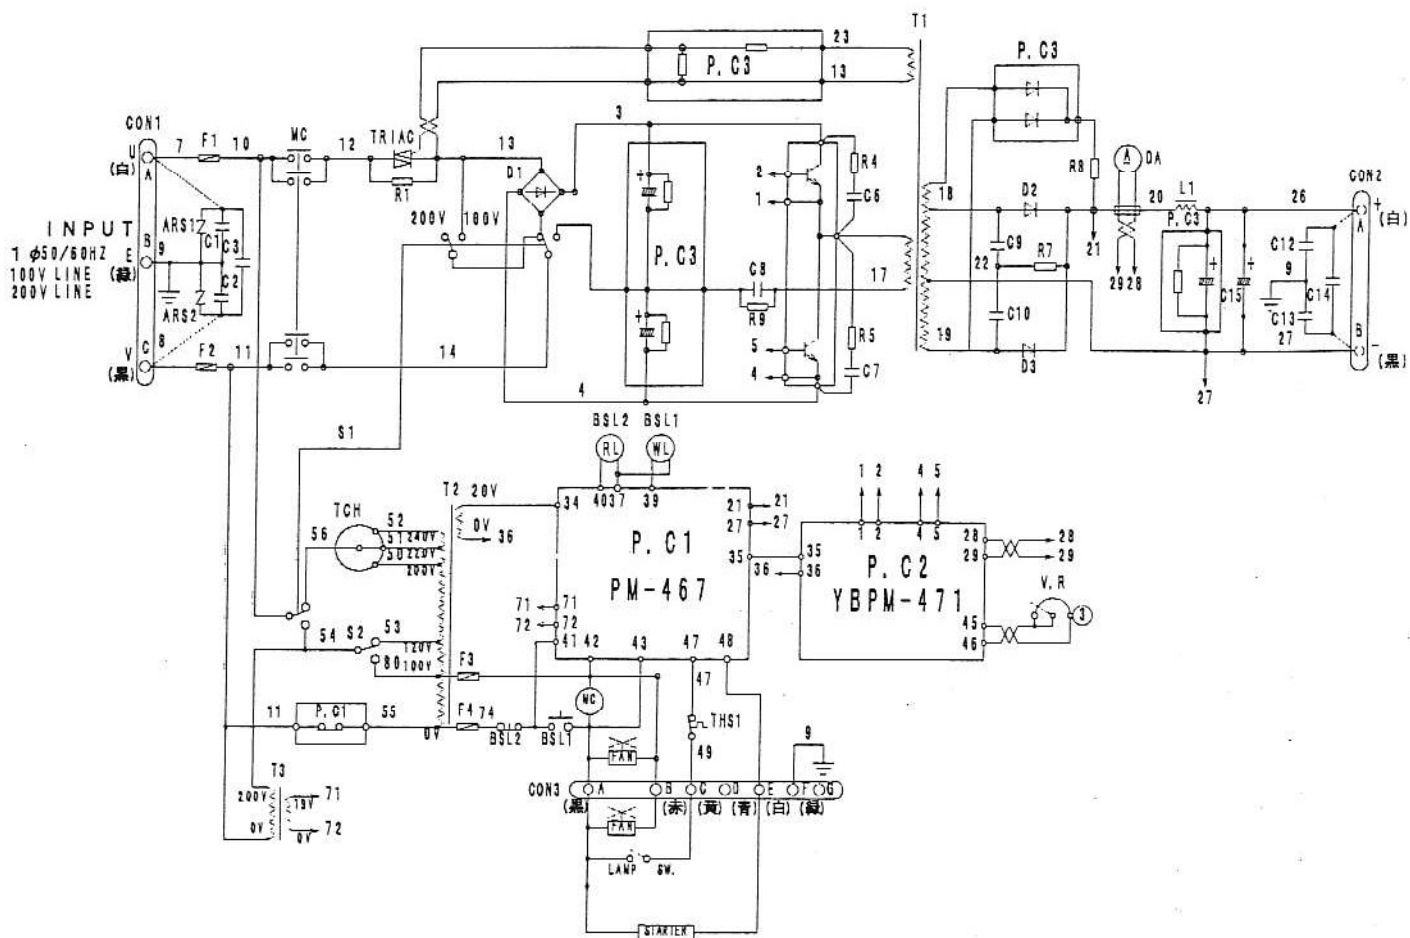 T1
23
P.C3
13
P.C3
CON1
U
(白)
A
7
F1
10
MC
12
TRIAC
13
3
D1
R1
2
1
R4
C6
R8
A
DA
CON2
18
D2
20
L1
26
+
(白)
A
200V
100V
INPUT
1 φ50/60HZ
100V LINE
200V LINE
B
E
(緑)
9
ARS1
C1
C3
C2
ARS2
+
P.C3
C8
R9
17
C9
22
R7
21
29
28
P.C3
+
+
C15
C12
9
C14
C13
27
C10
19
D3
B
-
(黒)
27
+
5
4
R5
C7
V
(黒)
C
8
F2
11
14
4
S1
BSL2
BSL1
RL
WL
T2
20V
34
40
37
39
21
21
27
27
0V
36
TCH
56
52
240V
51
220V
50
200V
P.C1
PM-467
35
35
36
36
1
2
4
5
1
2
4
5
P.C2
YBPM-471
28
28
29
29
V.R
3
45
46
71
71
72
72
41
42
43
47
48
54
S2
53
120V
80
100V
F3
MC
47
THS1
49
11
P.C1
55
0V
F4
74
BSL2
BSL1
FAN
9
T3
200V
19V
71
0V
0V
72
CON3
A
B
C
D
E
F
G
(黒)
(赤)
(黄)
(青)
(白)
(緑)
FAN
LAMP SW.
STARTER